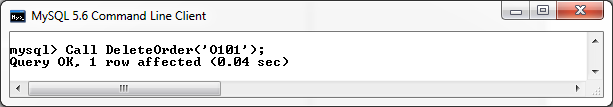 MySQL 5.6 Command Line Client
mysql> Call DeleteOrder('O101');
Query OK, 1 row affected (0.04 sec)